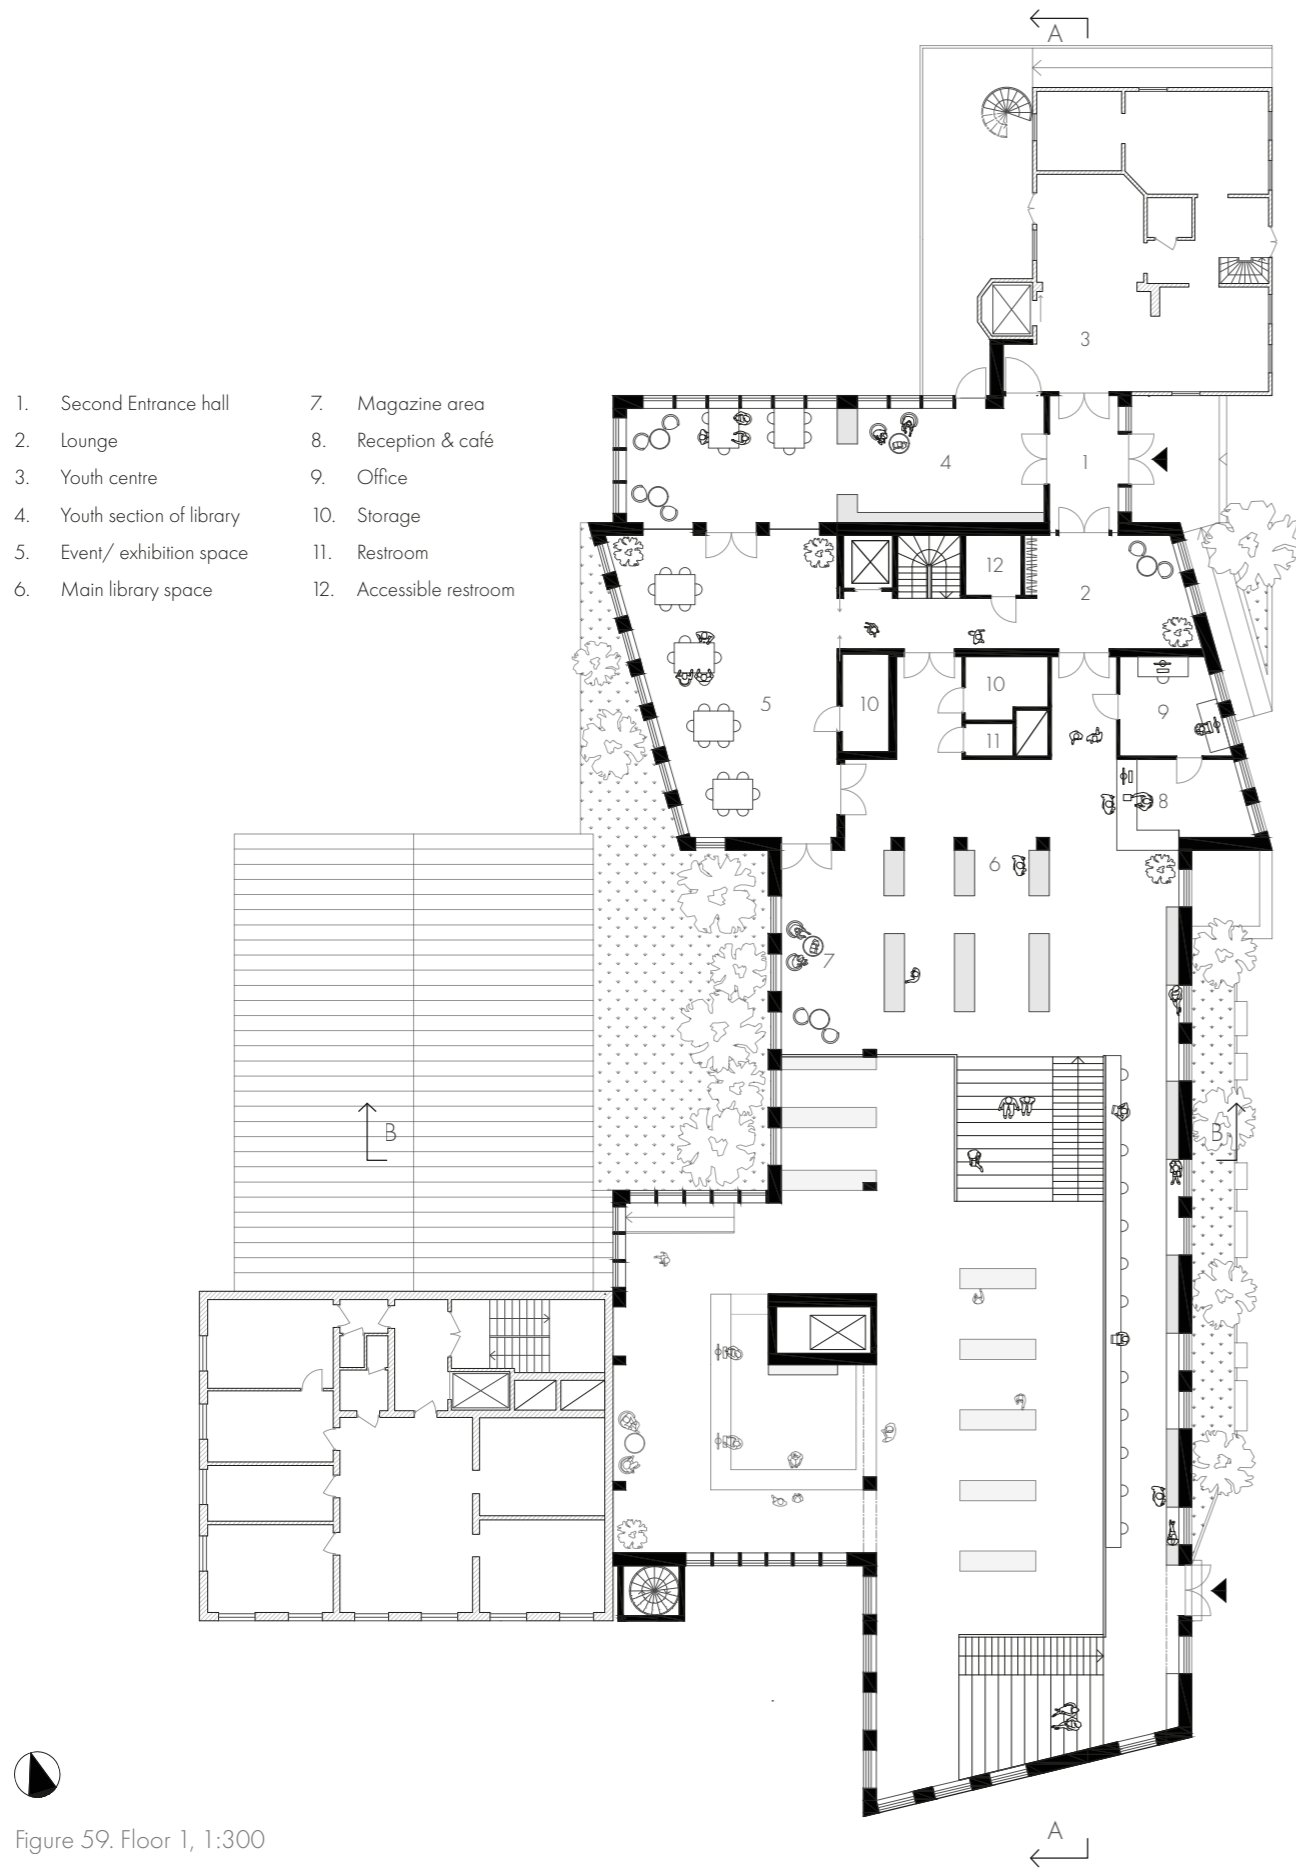 A
1. Second Entrance hall
2. Lounge
3. Youth centre
4. Youth section of library
5. Event/ exhibition space
6. Main library space
7. Magazine area
8. Reception & café
9. Office
10. Storage
11. Restroom
12. Accessible restroom
3
4
1
12
2
10
10
5
9
11
8
6
7
B
B
A
Figure 59. Floor 1, 1:300